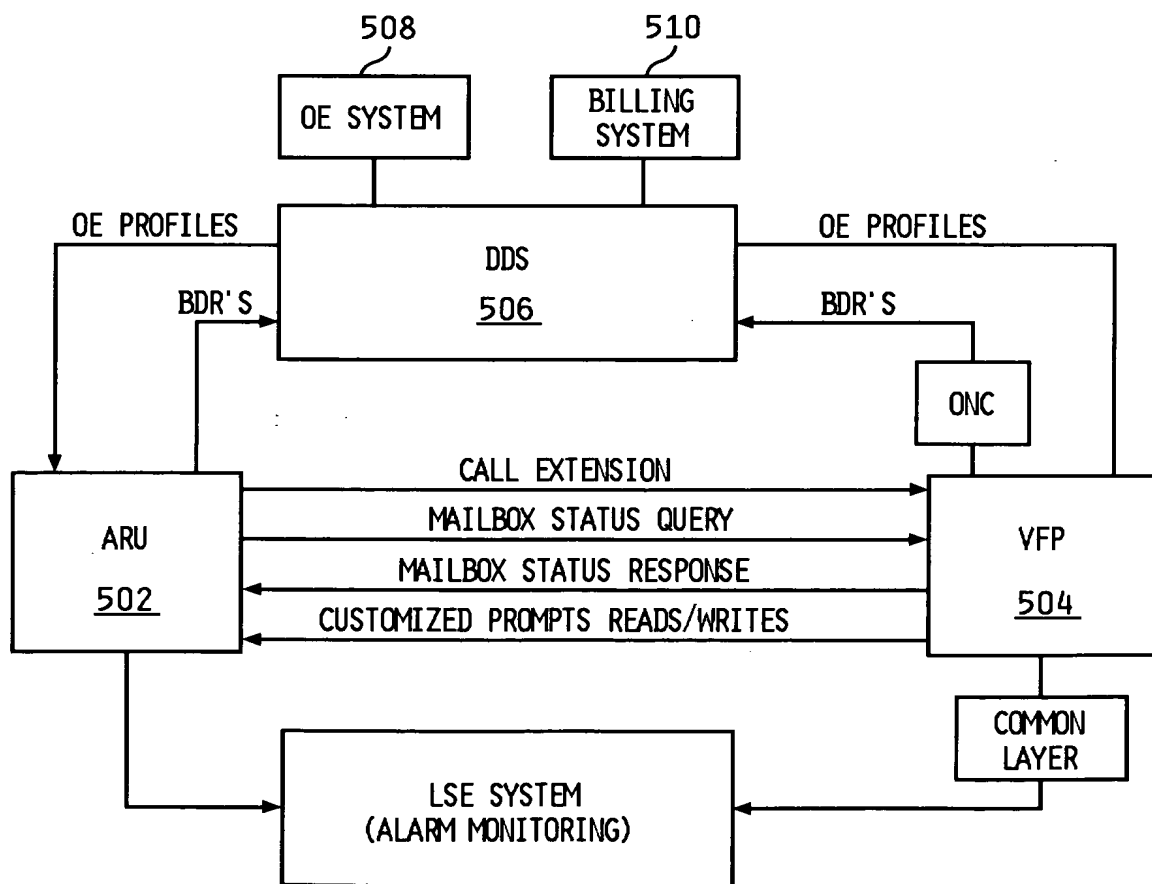 508
510
OE SYSTEM
BILLING
SYSTEM
OE PROFILES
OE PROFILES
DDS
506
BDR'S
BDR'S
ONC
CALL EXTENSION
MAILBOX STATUS QUERY
MAILBOX STATUS RESPONSE
CUSTOMIZED PROMPTS READS/WRITES
ARU
502
VFP
504
COMMON
LAYER
LSE SYSTEM
(ALARM MONITORING)